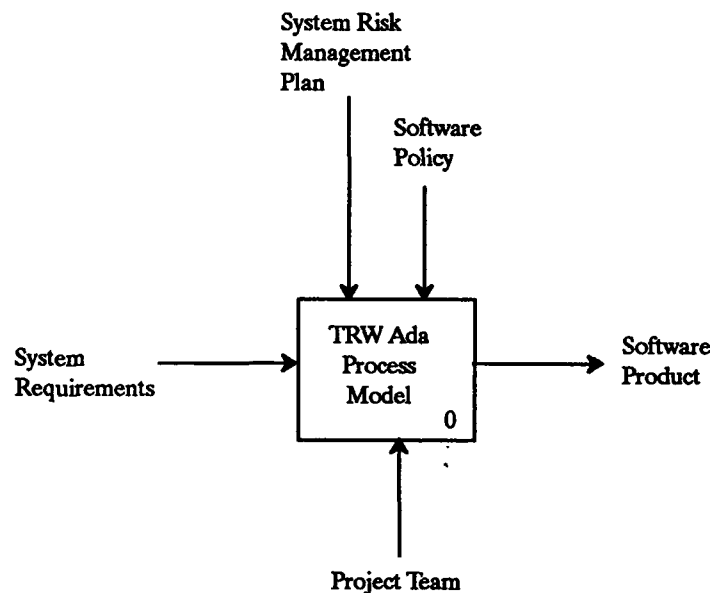 System Risk
Management
Plan
Software
Policy
TRW Ada
Process
Model
0
System
Requirements
Software
Product
Project Team